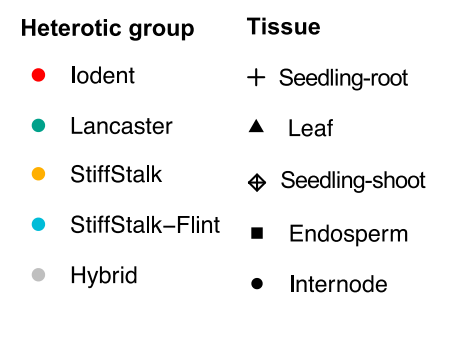 Heterotic group
Iodent
Lancaster
StiffStalk
StiffStalk–Flint
Hybrid
Tissue
Seedling-root
Leaf
Seedling-shoot
Endosperm
Internode